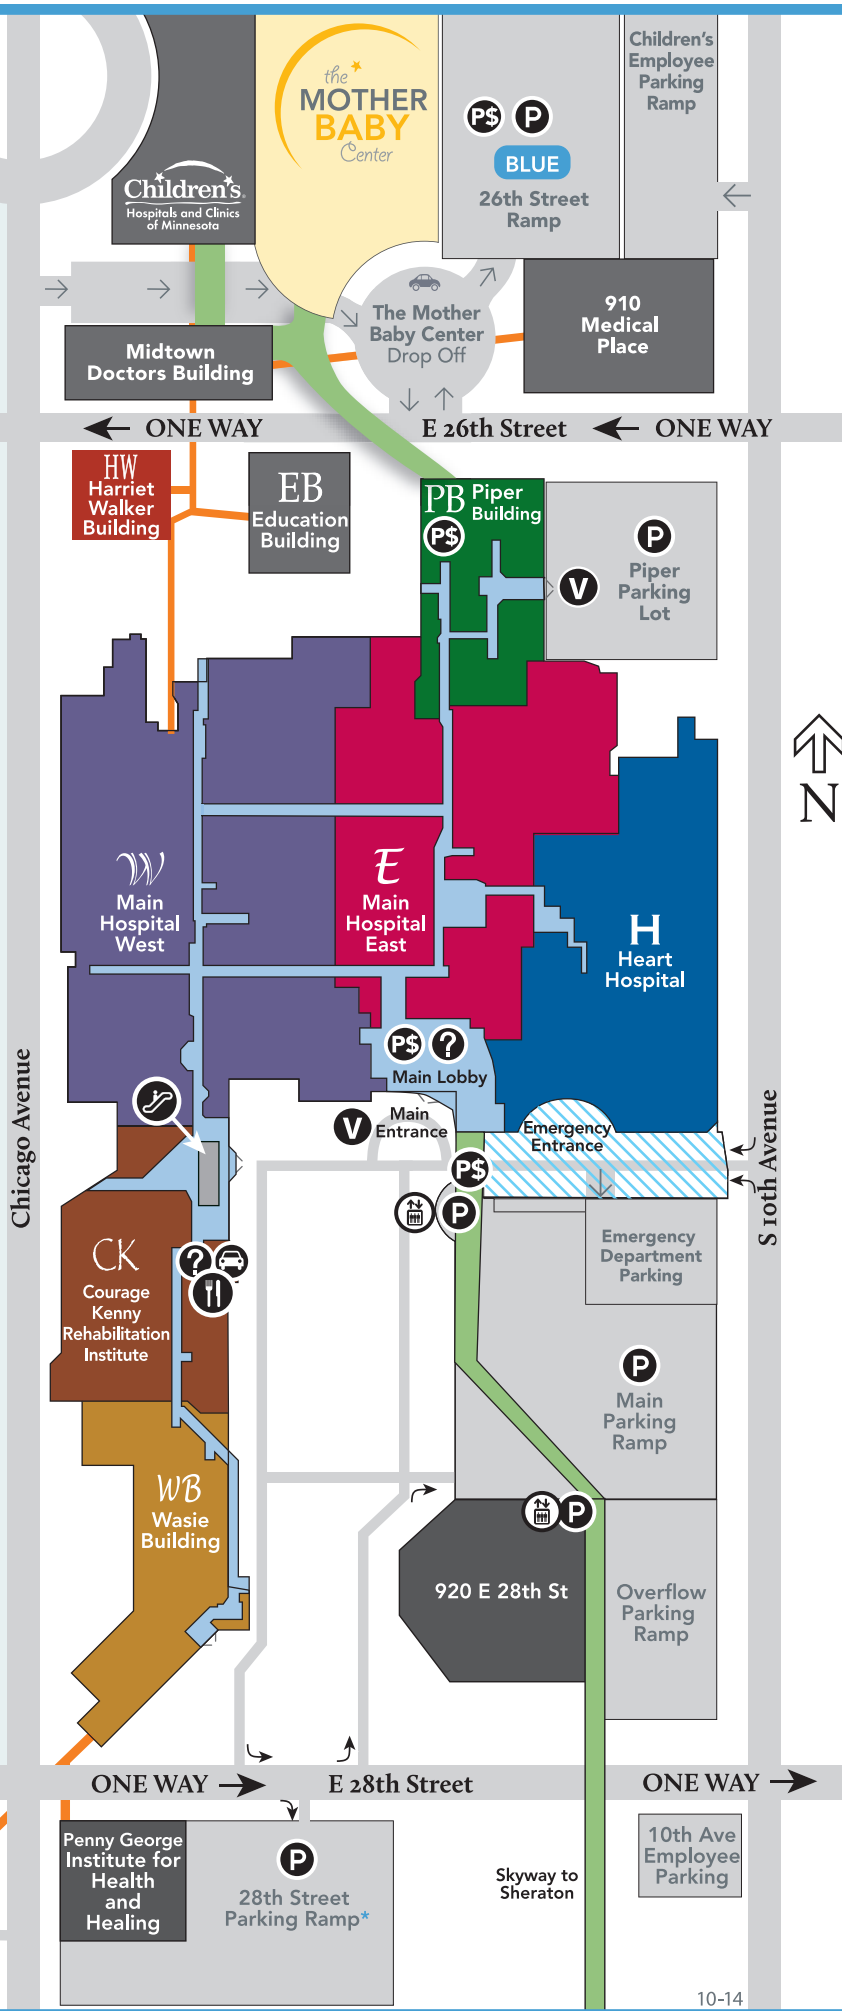 Children's
Employee
Parking
Ramp
the
MOTHER
BABY
Center
P$ P
BLUE
26th Street
Ramp
Children's®
Hospitals and Clinics
of Minnesota
910
Medical
Place
The Mother
Baby Center
Drop Off
Midtown
Doctors Building
ONE WAY E 26th Street ONE WAY
HW
Harriet
Walker
Building
EB
Education
Building
PB Piper
Building
P$
P
Piper
Parking
Lot
V
N
W
Main
Hospital
West
E
Main
Hospital
East
H
Heart
Hospital
P$ ?
Main Lobby
V
Main
Entrance
Emergency
Entrance
Chicago Avenue
S 10th Avenue
P$
P
CK
Courage
Kenny
Rehabilitation
Institute
?
Emergency
Department
Parking
P
Main
Parking
Ramp
WB
Wasie
Building
P
920 E 28th St
Overflow
Parking
Ramp
ONE WAY E 28th Street ONE WAY
Penny George
Institute for
Health
and
Healing
P
28th Street
Parking Ramp*
Skyway to
Sheraton
10th Ave
Employee
Parking
10-14